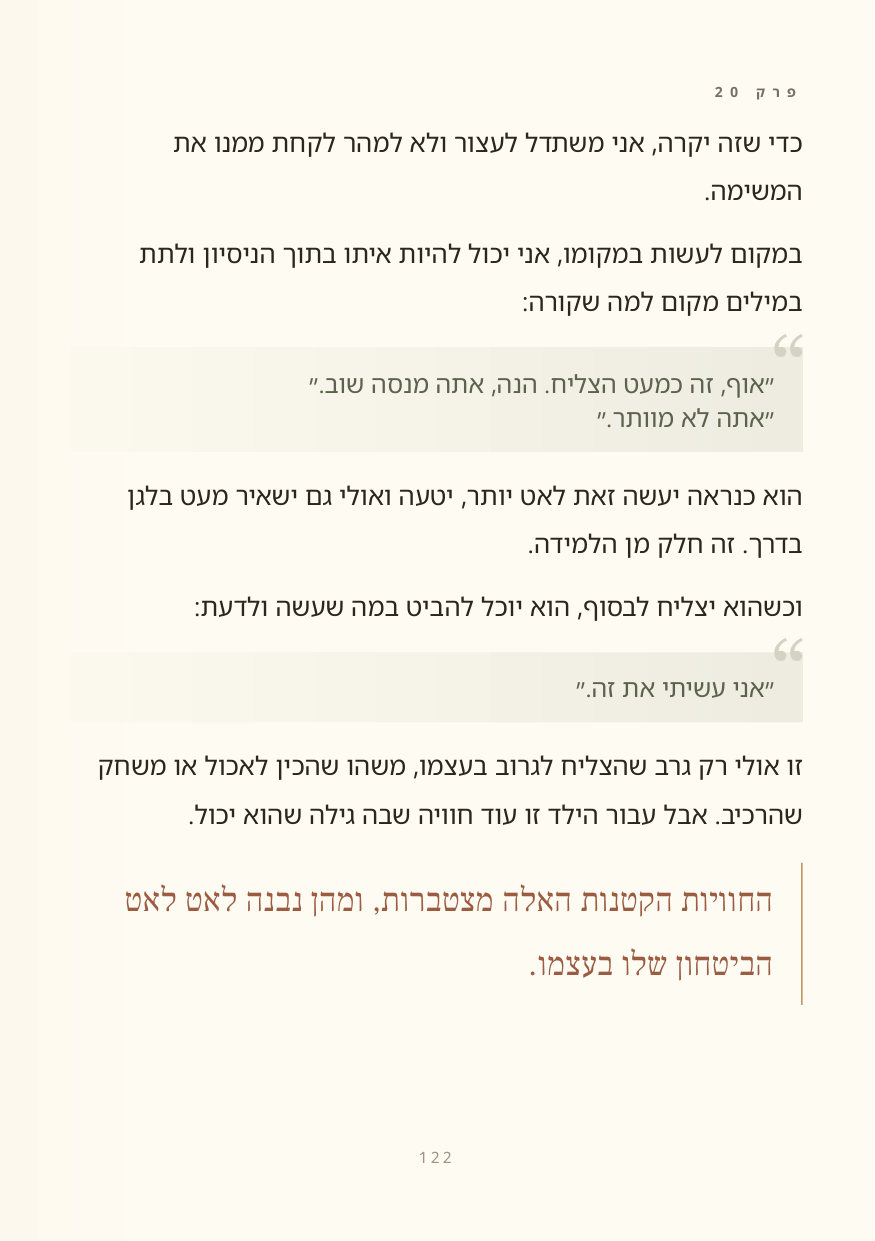 פרק 20
כדי שזה יקרה, אני משתדל לעצור ולא למהר לקחת ממנו את
המשימה.
במקום לעשות במקומו, אני יכול להיות איתו בתוך הניסיון ולתת
במילים מקום למה שקורה:
“
״אוף, זה כמעט הצליח. הנה, אתה מנסה שוב.״
״אתה לא מוותר.״
הוא כנראה יעשה זאת לאט יותר, יטעה ואולי גם ישאיר מעט בלגן
בדרך. זה חלק מן הלמידה.
וכשהוא יצליח לבסוף, הוא יוכל להביט במה שעשה ולדעת:
“
״אני עשיתי את זה.״
זו אולי רק גרב שהצליח לגרוב בעצמו, משהו שהכין לאכול או משחק
שהרכיב. אבל עבור הילד זו עוד חוויה שבה גילה שהוא יכול.
החוויות הקטנות האלה מצטברות, ומהן נבנה לאט לאט
הביטחון שלו בעצמו.
122